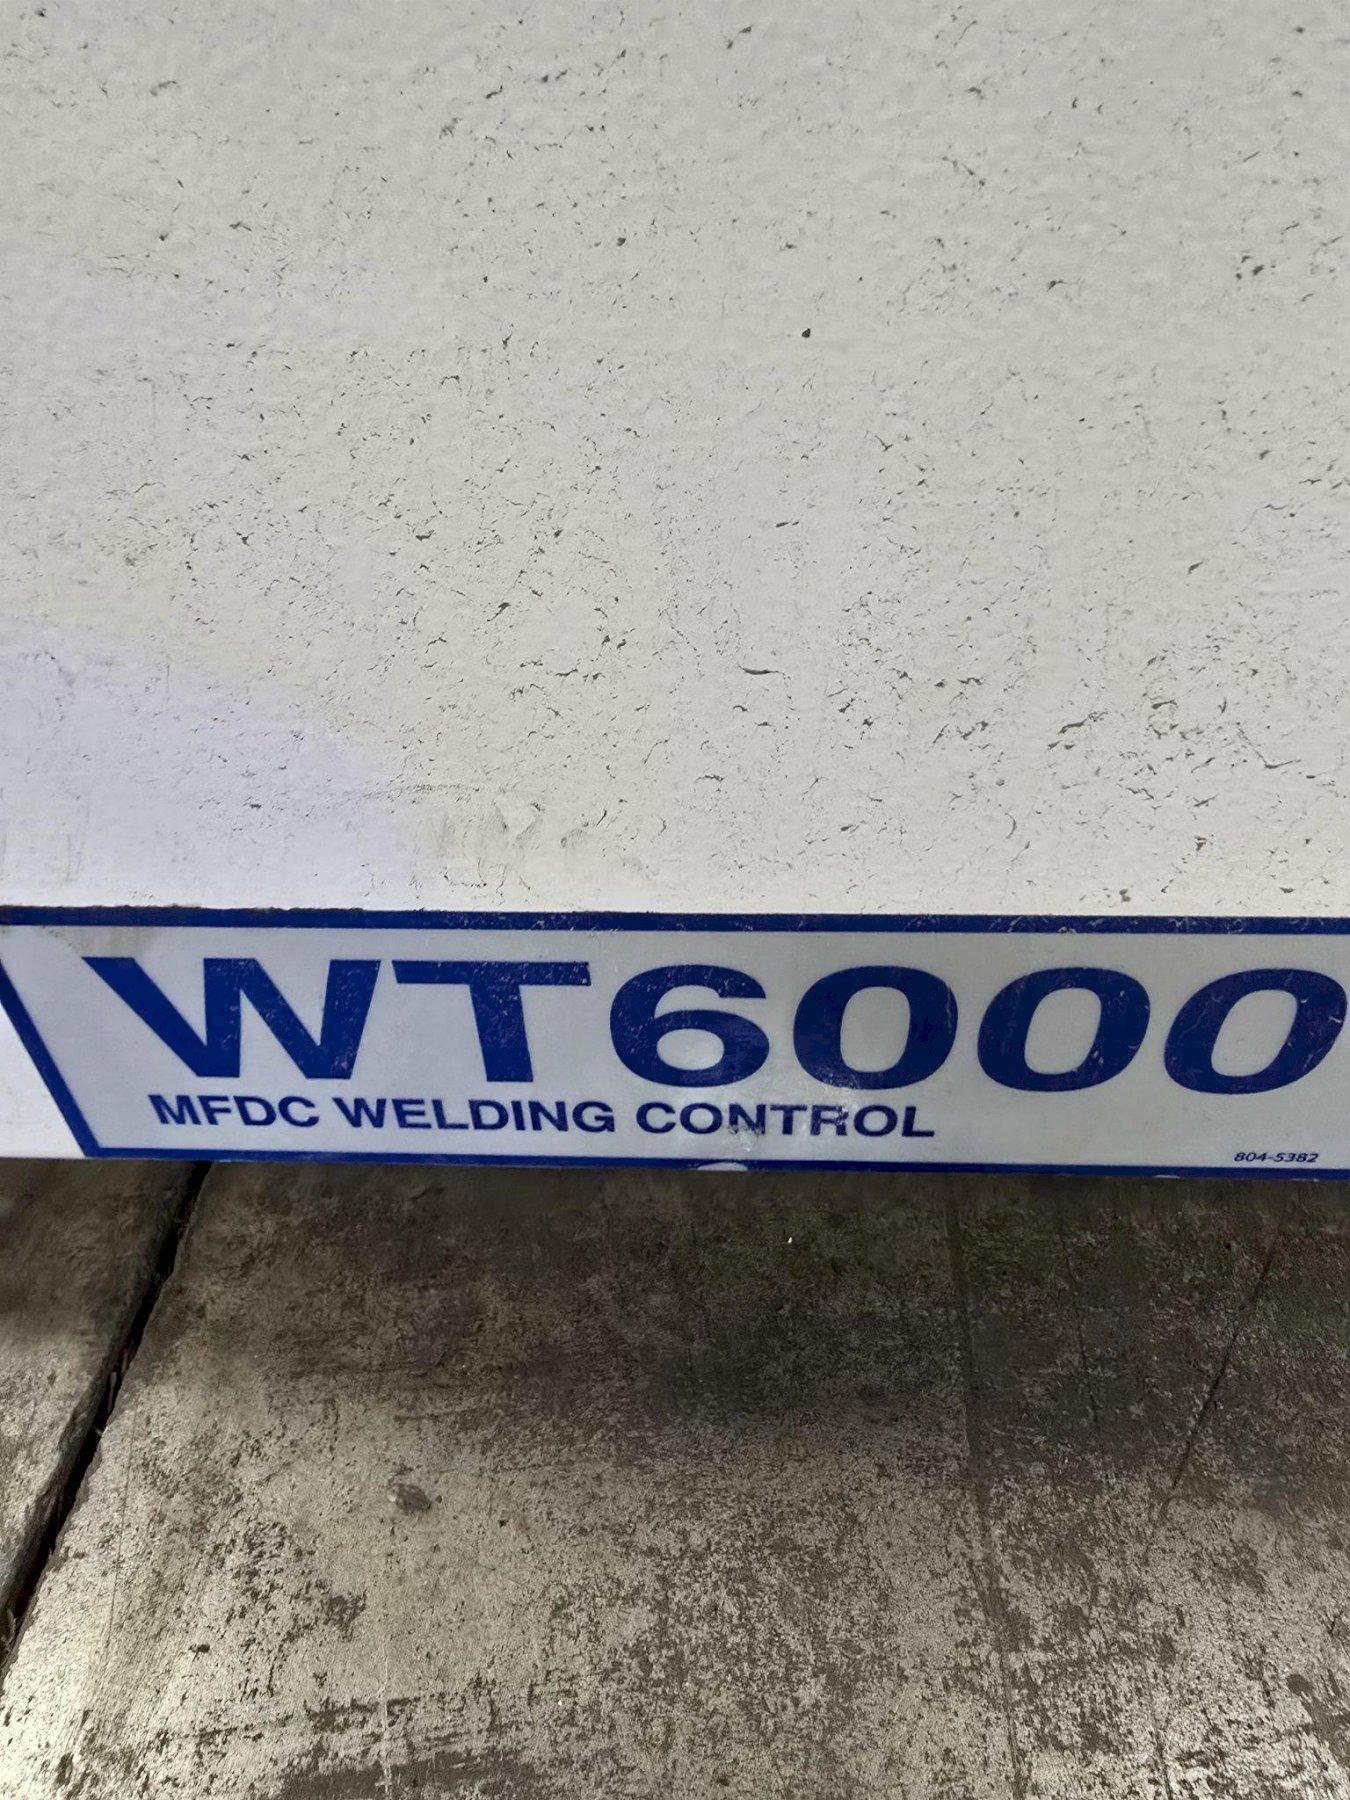 WT6000
MFDC WELDING CONTROL
804-5382